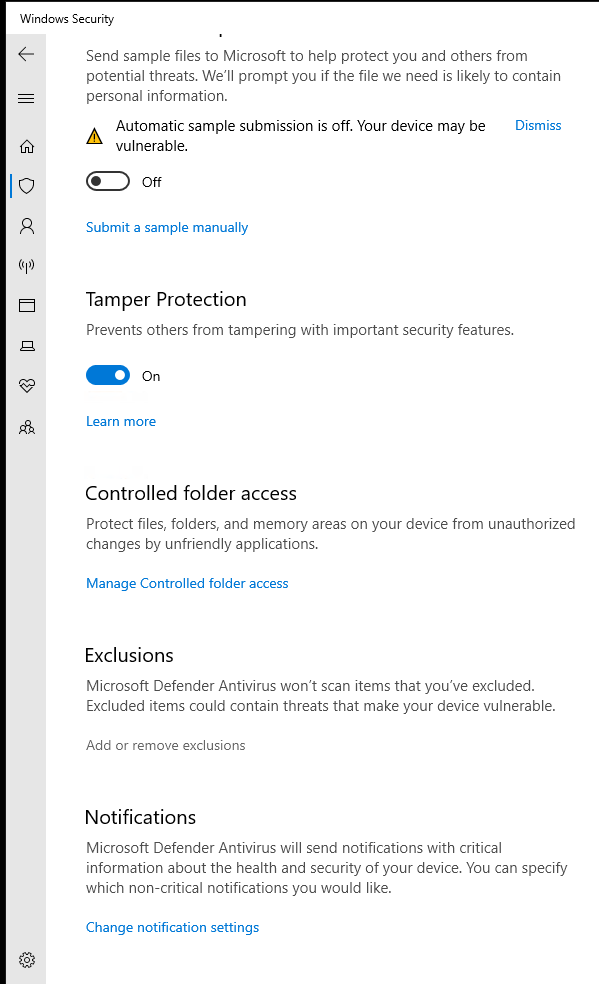 Windows Security
Send sample files to Microsoft to help protect you and others from
potential threats. We'll prompt you if the file we need is likely to contain
personal information.
Automatic sample submission is off. Your device may be
vulnerable.
Dismiss
Off
Submit a sample manually
Tamper Protection
Prevents others from tampering with important security features.
On
Learn more
Controlled folder access
Protect files, folders, and memory areas on your device from unauthorized
changes by unfriendly applications.
Manage Controlled folder access
Exclusions
Microsoft Defender Antivirus won't scan items that you've excluded.
Excluded items could contain threats that make your device vulnerable.
Add or remove exclusions
Notifications
Microsoft Defender Antivirus will send notifications with critical
information about the health and security of your device. You can specify
which non-critical notifications you would like.
Change notification settings